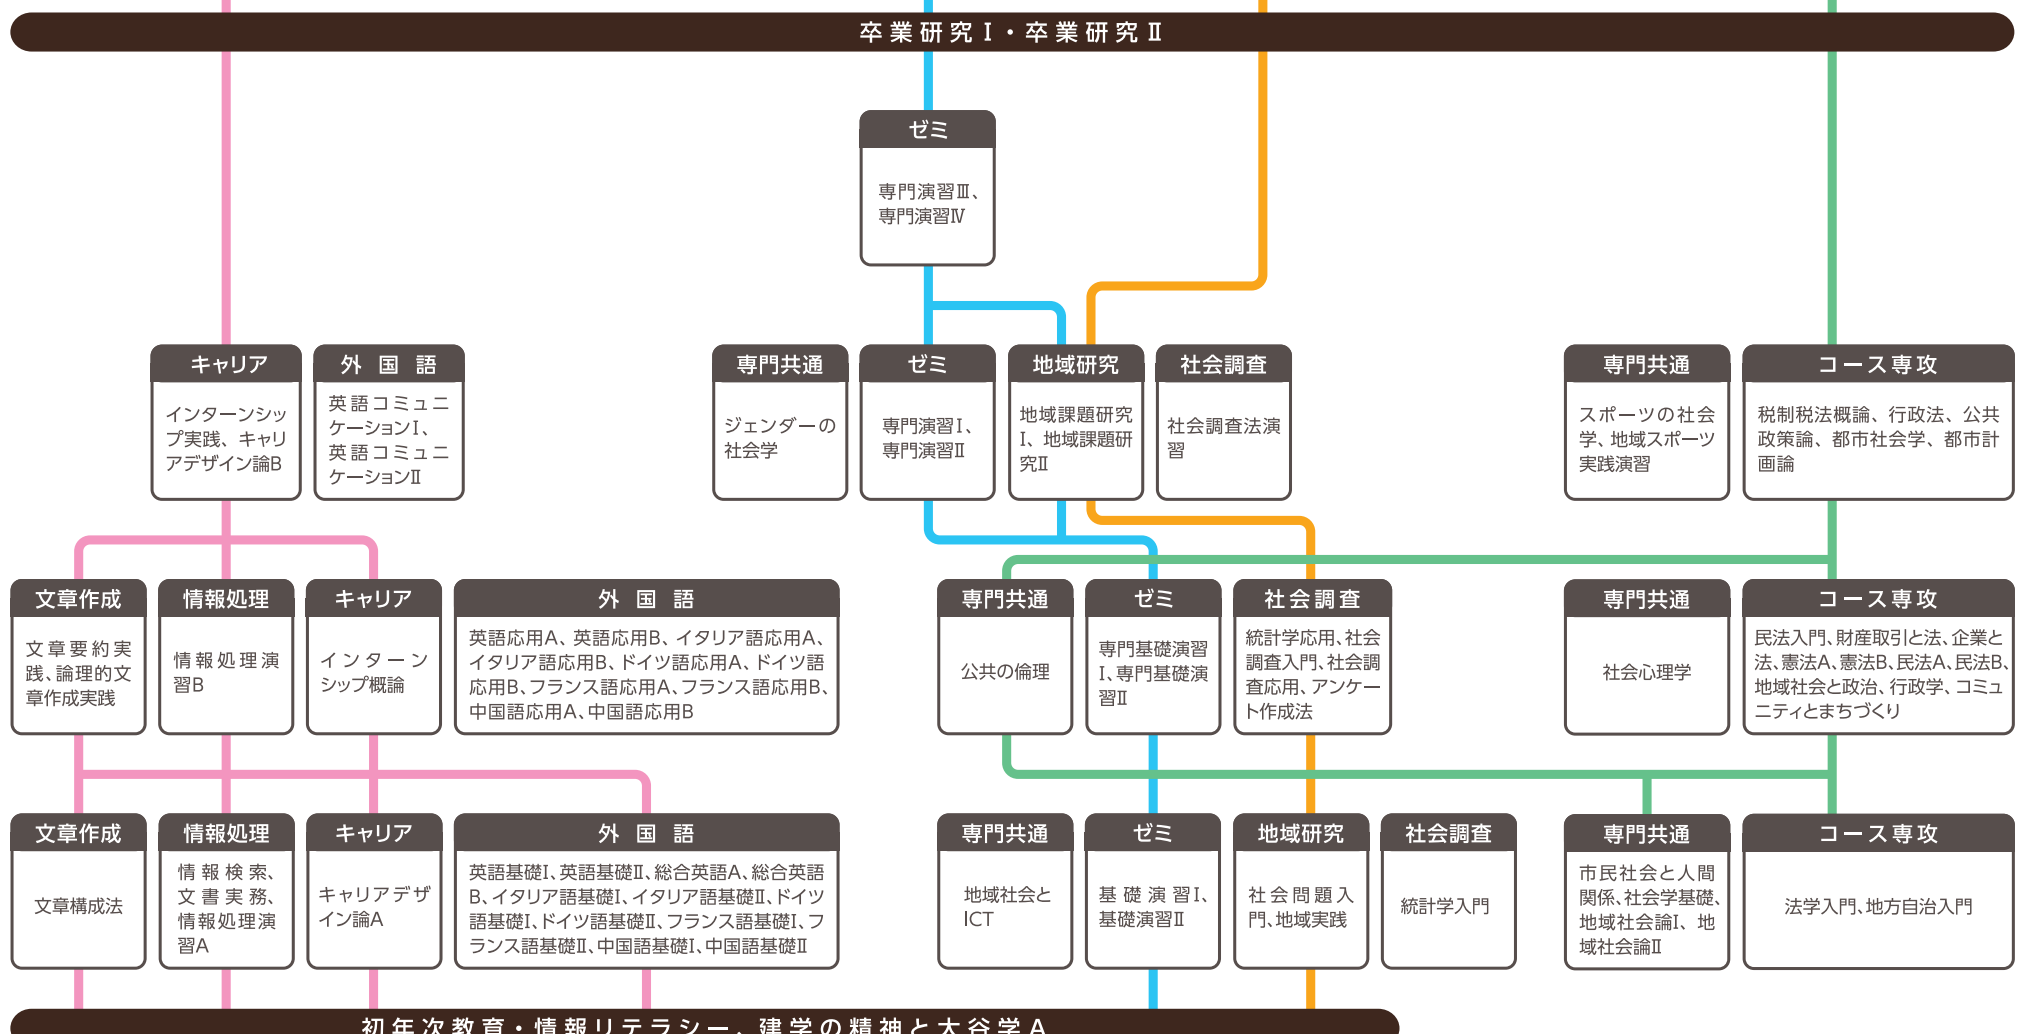 卒業研究Ⅰ・卒業研究Ⅱ
ゼミ
専門演習Ⅲ、
専門演習Ⅳ
キャリア
インターンシッ
プ実践、キャリ
アデザイン論B
外国語
英語コミュニ
ケーションⅠ、
英語コミュニ
ケーションⅡ
専門共通
ジェンダーの
社会学
ゼミ
専門演習Ⅰ、
専門演習Ⅱ
地域研究
地域課題研究
Ⅰ、地域課題研
究Ⅱ
社会調査
社会調査法演
習
専門共通
スポーツの社会
学、地域スポーツ
実践演習
コース専攻
税制税法概論、行政法、公共
政策論、都市社会学、都市計
画論
文章作成
文章要約実
践、論理的文
章作成実践
情報処理
情報処理演
習B
キャリア
インターン
シップ概論
外国語
英語応用A、英語応用B、イタリア語応用A、
イタリア語応用B、ドイツ語応用A、ドイツ語
応用B、フランス語応用A、フランス語応用B、
中国語応用A、中国語応用B
専門共通
公共の倫理
ゼミ
専門基礎演習
Ⅰ、専門基礎演
習Ⅱ
社会調査
統計学応用、社会
調査入門、社会調
査応用、アンケー
ト作成法
専門共通
社会心理学
コース専攻
民法入門、財産取引と法、企業と
法、憲法A、憲法B、民法A、民法B、
地域社会と政治、行政学、コミュ
ニティとまちづくり
文章作成
文章構成法
情報処理
情報検索、
文書実務、
情報処理演
習A
キャリア
キャリアデザ
イン論A
外国語
英語基礎Ⅰ、英語基礎Ⅱ、総合英語A、総合英語
B、イタリア語基礎Ⅰ、イタリア語基礎Ⅱ、ドイツ
語基礎Ⅰ、ドイツ語基礎Ⅱ、フランス語基礎Ⅰ、フ
ランス語基礎Ⅱ、中国語基礎Ⅰ、中国語基礎Ⅱ
専門共通
地域社会と
ICT
ゼミ
基礎演習Ⅰ、
基礎演習Ⅱ
地域研究
社会問題入
門、地域実践
社会調査
統計学入門
専門共通
市民社会と人間
関係、社会学基礎、
地域社会論Ⅰ、地
域社会論Ⅱ
コース専攻
法学入門、地方自治入門
初年次教育・情報リテラシー、建学の精神と大谷学A